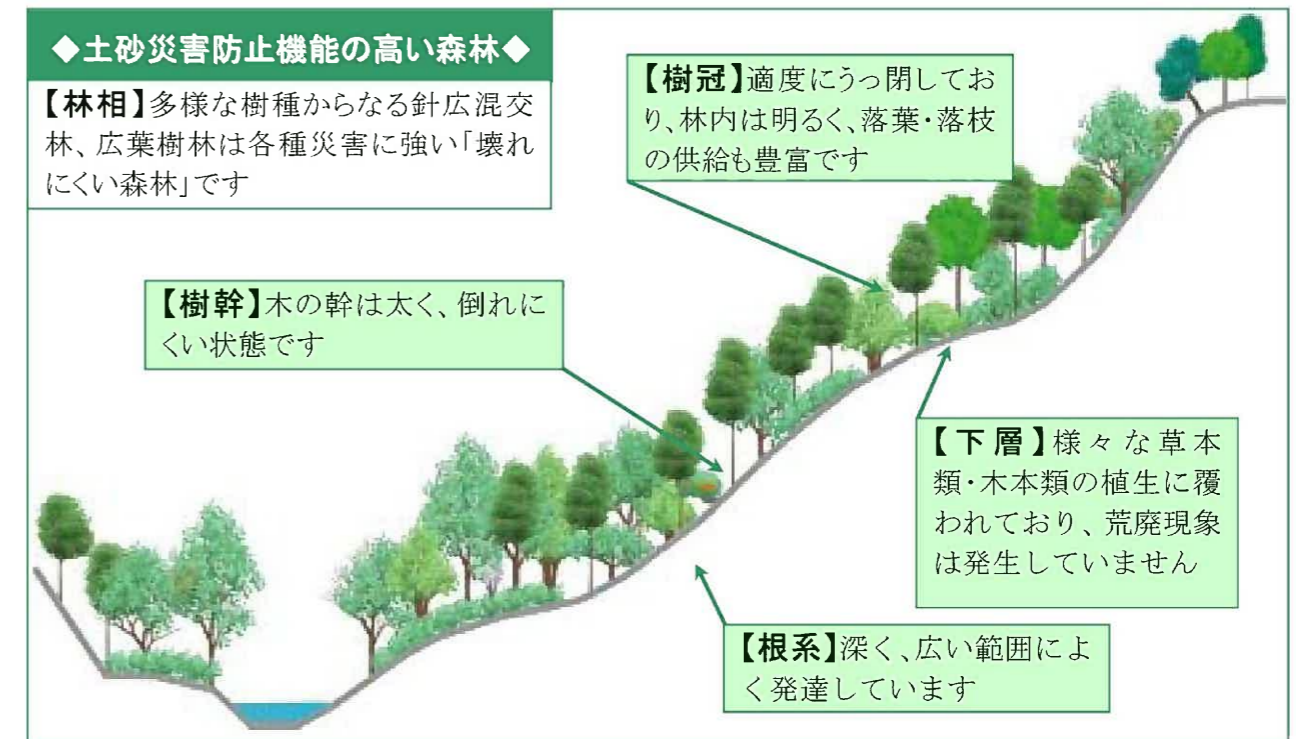 ◆土砂災害防止機能の高い森林◆
【林相】多様な樹種からなる針広混交
林、広葉樹林は各種災害に強い「壊れ
にくい森林」です
【樹冠】適度にうっ閉してお
り、林内は明るく、落葉・落枝
の供給も豊富です
【樹幹】木の幹は太く、倒れに
くい状態です
【下層】様々な草本
類・木本類の植生に覆
われており、荒廃現象
は発生していません
【根系】深く、広い範囲によ
く発達しています